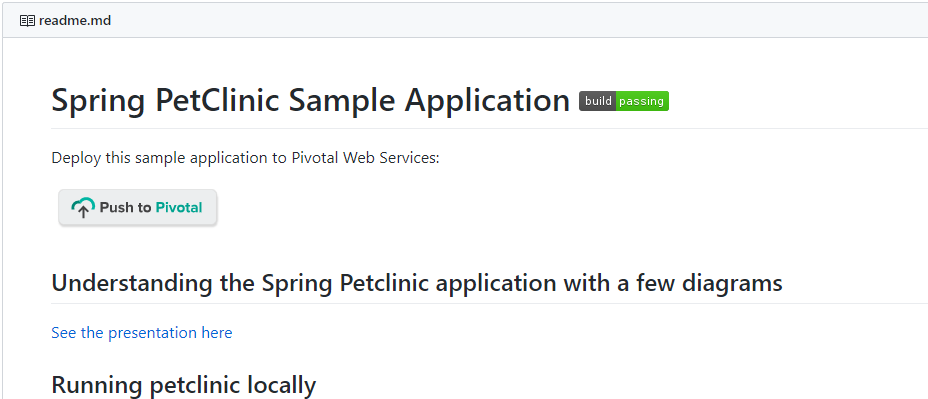 readme.md
Spring PetClinic Sample Application build passing
Deploy this sample application to Pivotal Web Services:
Push to Pivotal
Understanding the Spring Petclinic application with a few diagrams
See the presentation here
Running petclinic locally